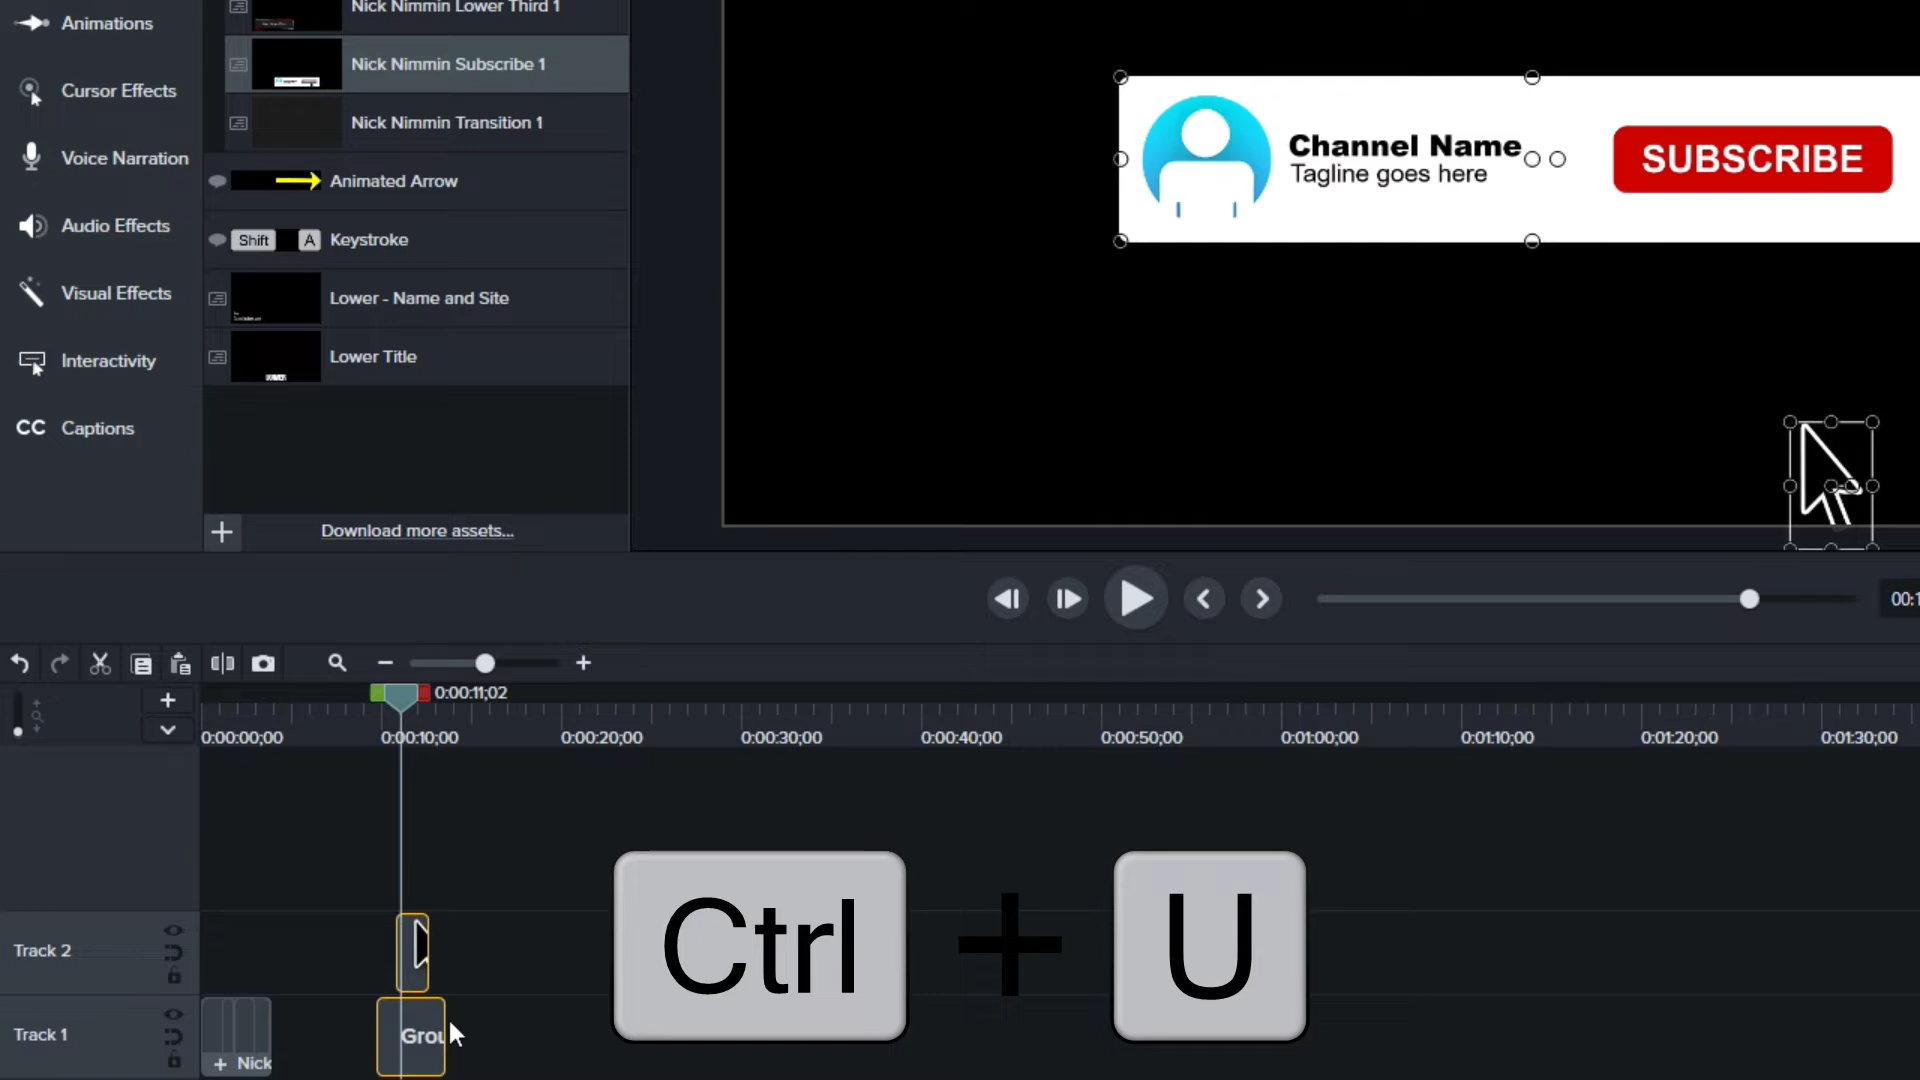 Animations
Cursor Effects
Voice Narration
Audio Effects
Visual Effects
Interactivity
CC Captions
Nick Nimmin Lower Third 1
Nick Nimmin Subscribe 1
Nick Nimmin Transition 1
Animated Arrow
Shift A Keystroke
Lower - Name and Site
Lower Title
Download more assets...
Channel Name
Tagline goes here
SUBSCRIBE
00:1
0:00:11;02
0:00:00;00 0:00:10;00 0:00:20;00 0:00:30;00 0:00:40;00 0:00:50;00 0:01:00;00 0:01:10;00 0:01:20;00 0:01:30;00
Track 2
Track 1
+ Nick
Grou
Ctrl + U